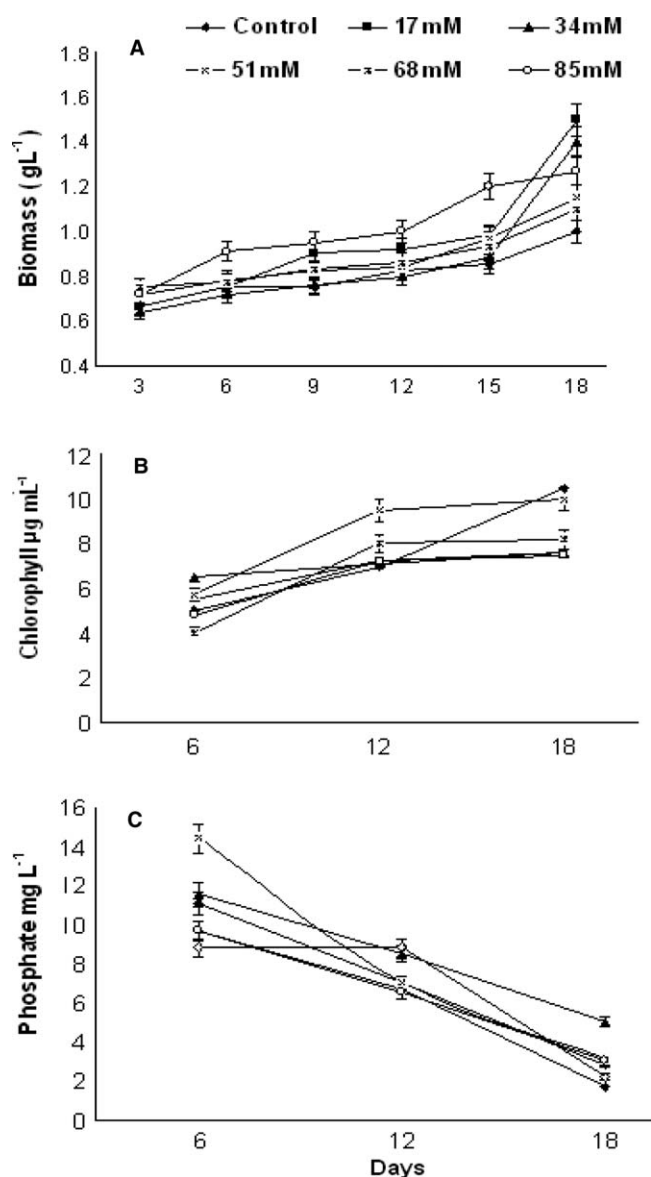 A
Control 17mM 34mM
51mM 68mM 85mM
Biomass ( gL-1)
1.8
1.6
1.4
1.2
1.0
0.8
0.6
0.4
3 6 9 12 15 18
B
Chlorophyll µg mL-1
12
10
8
6
4
2
0
6 12 18
C
Phosphate mg L-1
16
14
12
10
8
6
4
2
0
6 12 18
Days